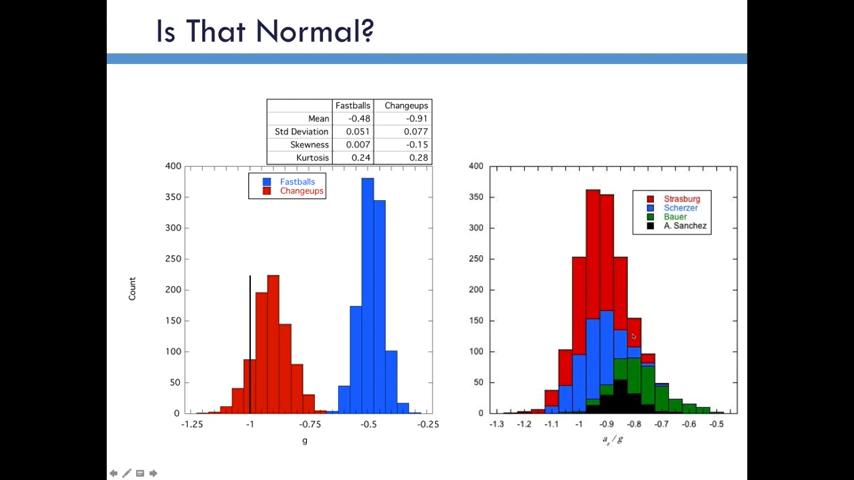 Is That Normal?
Fastballs Changeups
Mean -0.48 -0.91
Std Deviation 0.051 0.077
Skewness 0.007 -0.15
Kurtosis 0.24 0.28
400
350
300
250
200
150
100
50
0
Count
Fastballs
Changeups
-1.25 -1 -0.75 -0.5 -0.25
g
400
350
300
250
200
150
100
50
0
Strasburg
Scherzer
Bauer
A. Sanchez
-1.3 -1.2 -1.1 -1 -0.9 -0.8 -0.7 -0.6 -0.5